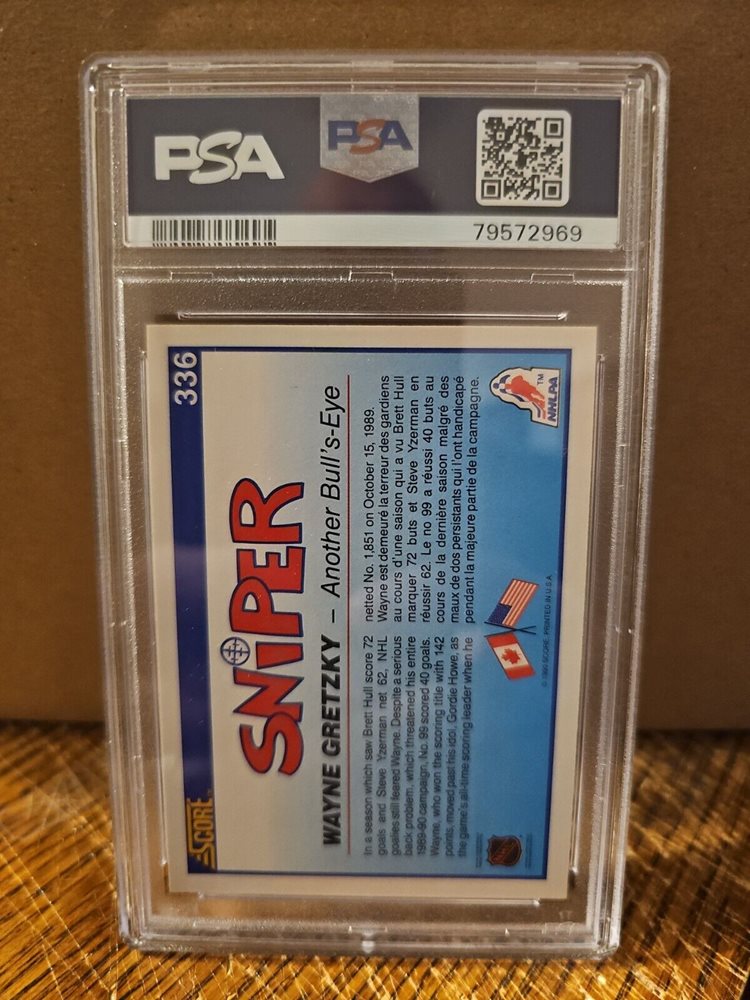 PSA
PSA
79572969
SCORE
336
SNIPER
WAYNE GRETZKY – Another Bull's-Eye
In a season which saw Brett Hull score 72
goals and Steve Yzerman net 62, NHL
goalies still feared Wayne. Despite a serious
back problem, which threatened his entire
1989-90 campaign, No. 99 scored 40 goals.
Wayne, who won the scoring title with 142
points, moved past his idol, Gordie Howe, as
the game's all-time scoring leader when he
netted No. 1,851 on October 15, 1989.
Wayne est demeuré la terreur des gardiens
au cours d'une saison qui a vu Brett Hull
marquer 72 buts et Steve Yzerman en
réussir 62. Le no 99 a réussi 40 buts au
cours de la dernière saison malgré des
maux de dos persistants qui l'ont handicapé
pendant la majeure partie de la campagne.
© 1990 SCORE, PRINTED IN U.S.A.
NHLPA
TM